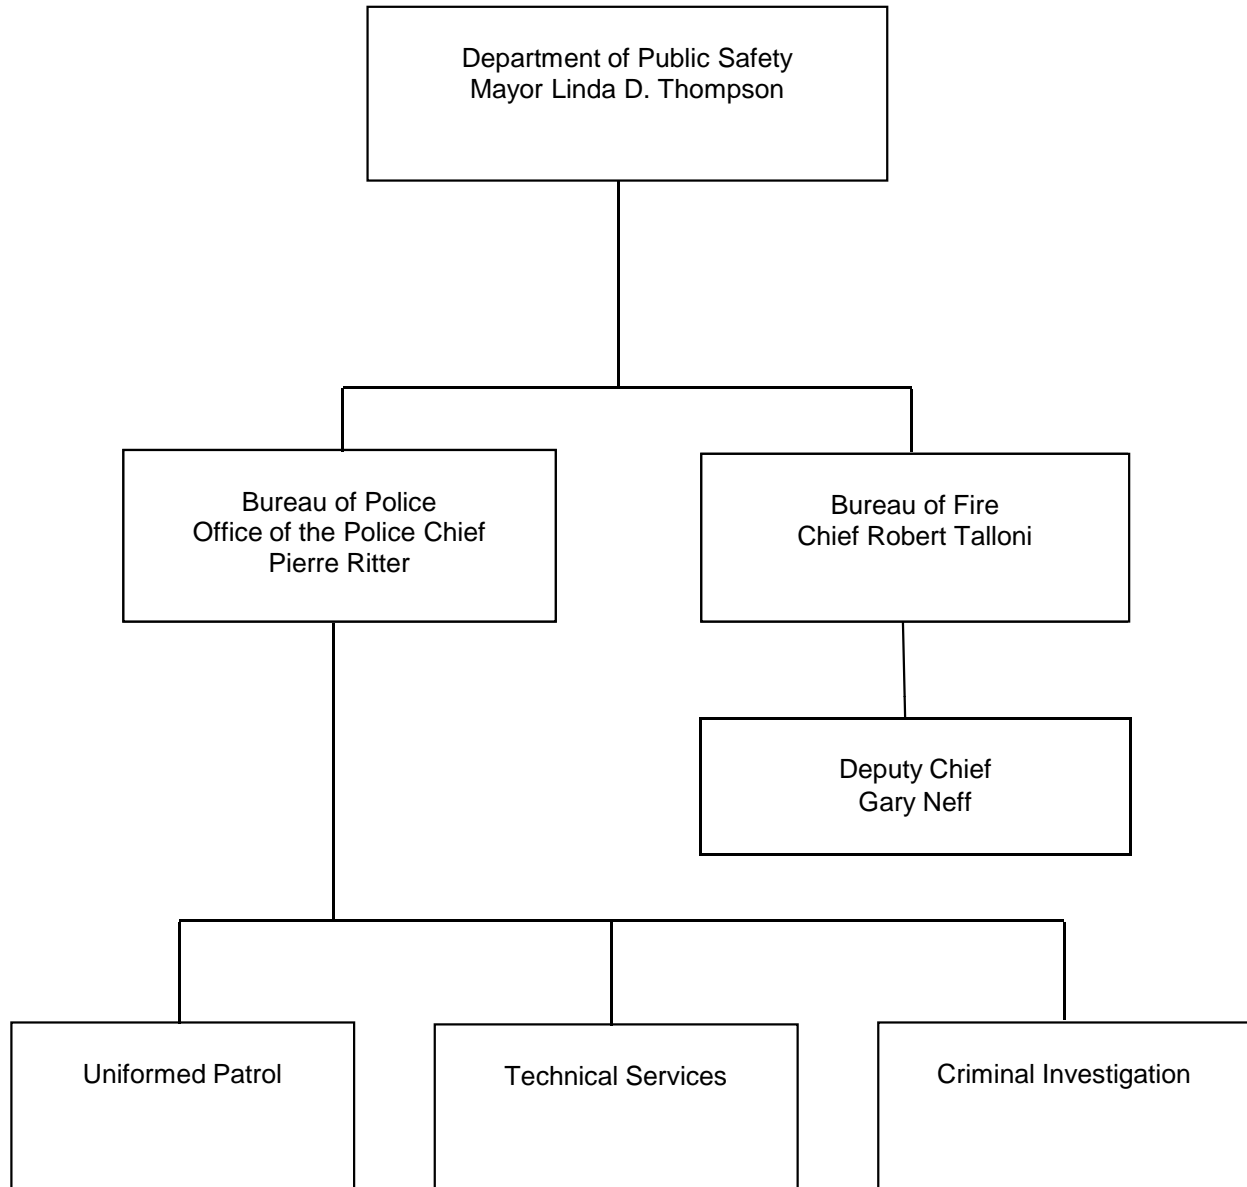 Department of Public Safety
Mayor Linda D. Thompson
Bureau of Police
Office of the Police Chief
Pierre Ritter
Bureau of Fire
Chief Robert Talloni
Deputy Chief
Gary Neff
Uniformed Patrol
Technical Services
Criminal Investigation